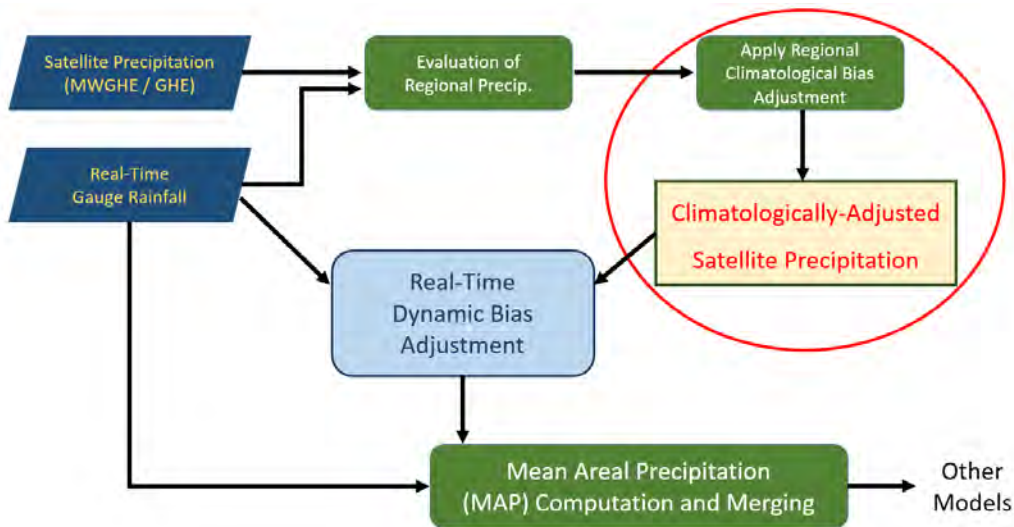 Satellite Precipitation
(MWGHE / GHE)
Evaluation of
Regional Precip.
Apply Regional
Climatological Bias
Adjustment
Real-Time
Gauge Rainfall
Climatologically-Adjusted
Satellite Precipitation
Real-Time
Dynamic Bias
Adjustment
Mean Areal Precipitation
(MAP) Computation and Merging
Other
Models